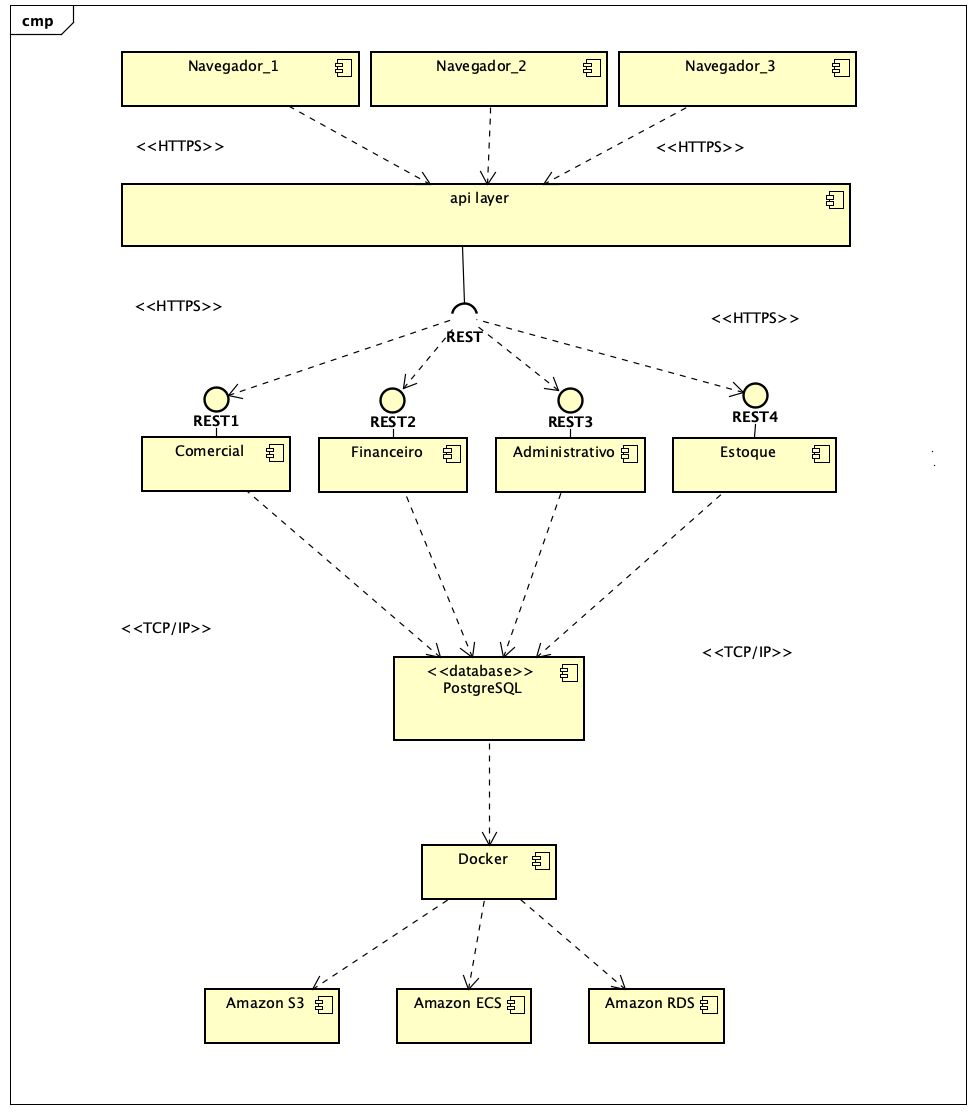 cmp
Navegador_1
Navegador_2
Navegador_3
<<HTTPS>>
<<HTTPS>>
api layer
<<HTTPS>>
<<HTTPS>>
REST
REST1
REST2
REST3
REST4
Comercial
Financeiro
Administrativo
Estoque
<<TCP/IP>>
<<TCP/IP>>
<<database>>
PostgreSQL
Docker
Amazon S3
Amazon ECS
Amazon RDS